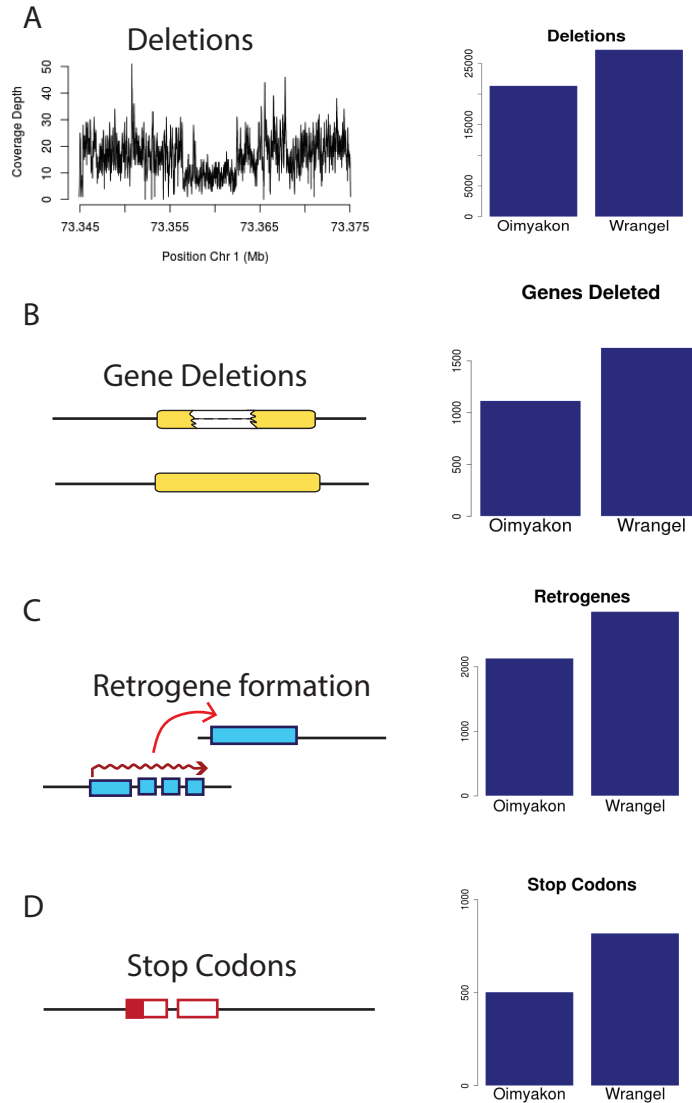 A
Deletions
Coverage Depth
50
40
30
20
10
0
73.345
73.355
73.365
73.375
Position Chr 1 (Mb)
Deletions
25000
15000
5000
0
Oimyakon
Wrangel
B
Gene Deletions
Genes Deleted
1500
1000
500
0
Oimyakon
Wrangel
C
Retrogene formation
Retrogenes
2000
1000
0
Oimyakon
Wrangel
D
Stop Codons
Stop Codons
1000
500
0
Oimyakon
Wrangel